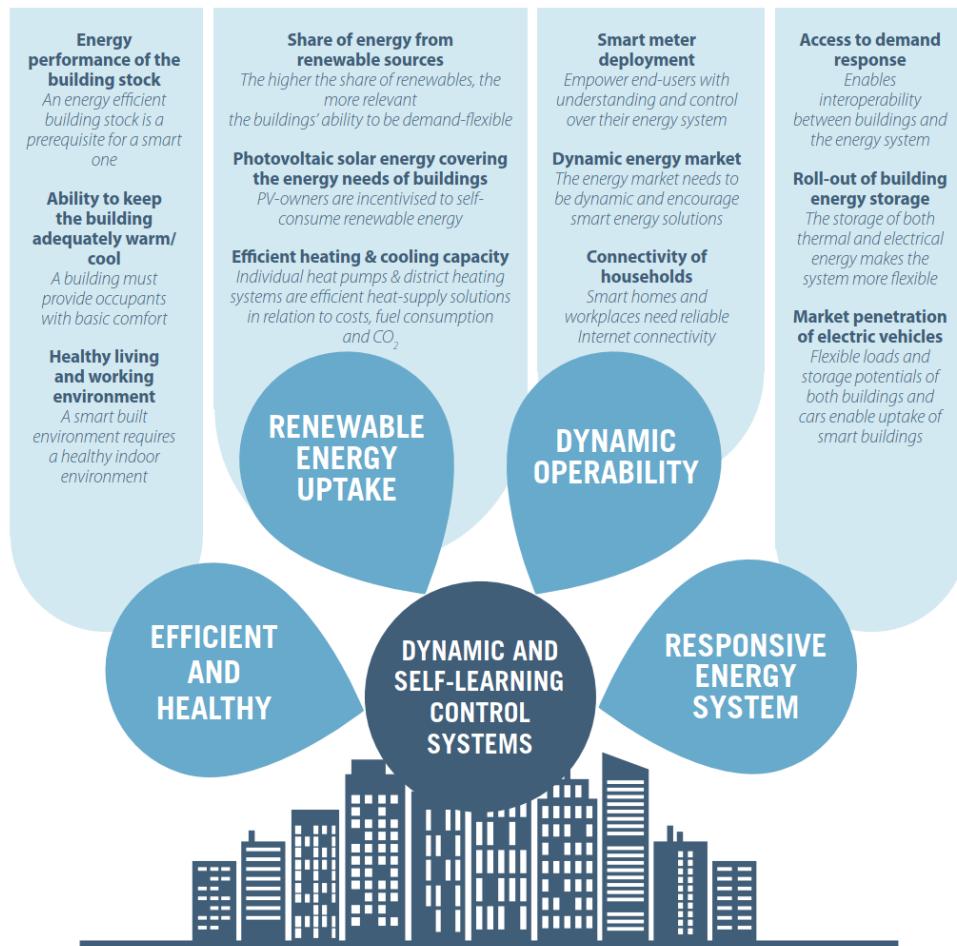 Energy
performance of the
building stock
An energy efficient
building stock is a
prerequisite for a smart
one
Ability to keep
the building
adequately warm/
cool
A building must
provide occupants
with basic comfort
Healthy living
and working
environment
A smart built
environment requires
a healthy indoor
environment
Share of energy from
renewable sources
The higher the share of renewables, the
more relevant
the buildings' ability to be demand-flexible
Photovoltaic solar energy covering
the energy needs of buildings
PV-owners are incentivised to self-
consume renewable energy
Efficient heating & cooling capacity
Individual heat pumps & district heating
systems are efficient heat-supply solutions
in relation to costs, fuel consumption
and CO2
Smart meter
deployment
Empower end-users with
understanding and control
over their energy system
Dynamic energy market
The energy market needs to
be dynamic and encourage
smart energy solutions
Connectivity of
households
Smart homes and
workplaces need reliable
Internet connectivity
Access to demand
response
Enables
interoperability
between buildings and
the energy system
Roll-out of building
energy storage
The storage of both
thermal and electrical
energy makes the
system more flexible
Market penetration
of electric vehicles
Flexible loads and
storage potentials of
both buildings and
cars enable uptake of
smart buildings
EFFICIENT
AND
HEALTHY
RENEWABLE
ENERGY
UPTAKE
DYNAMIC
OPERABILITY
RESPONSIVE
ENERGY
SYSTEM
DYNAMIC AND
SELF-LEARNING
CONTROL
SYSTEMS